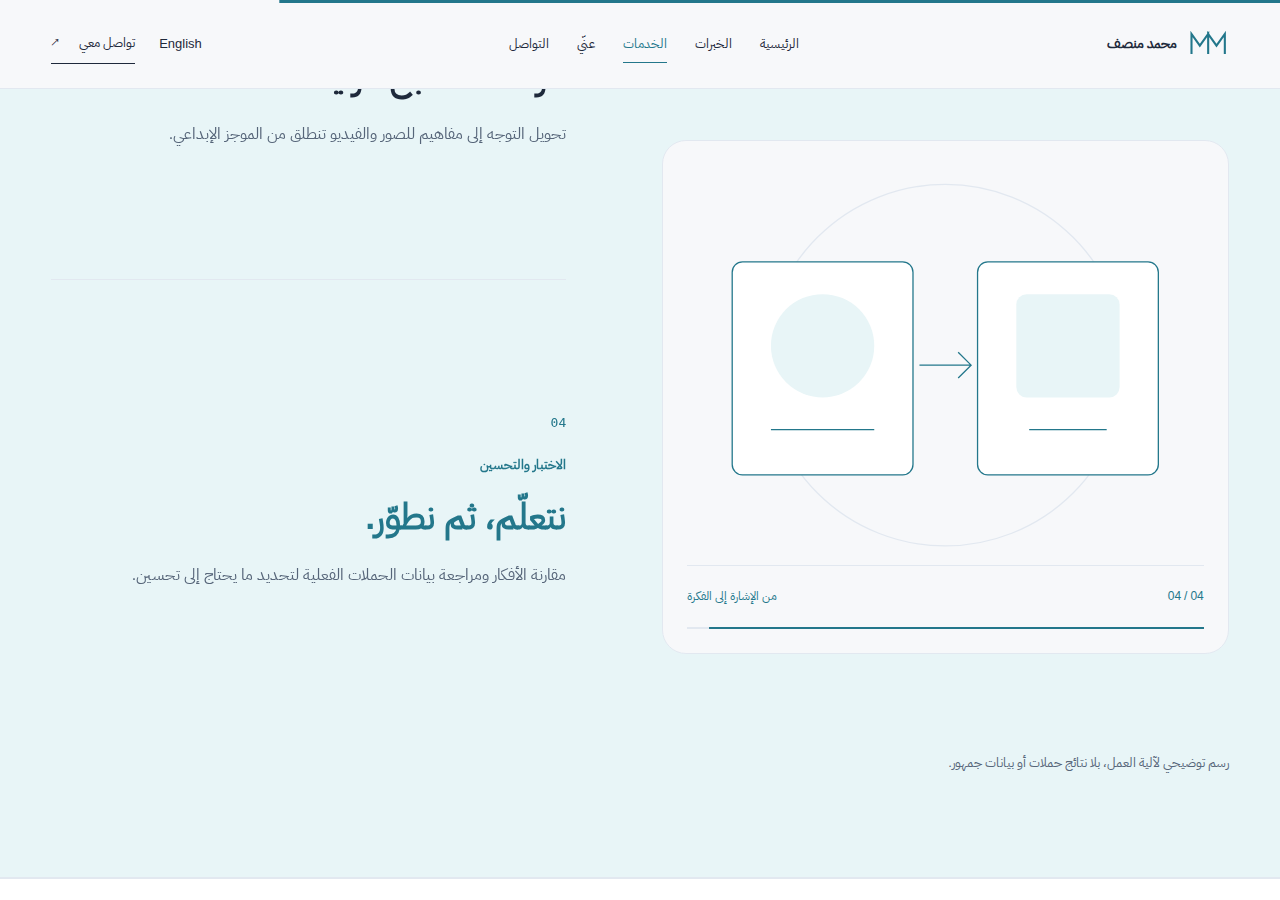 محمد منصف
الرئيسية
الخبرات
الخدمات
عنّي
التواصل
English
تواصل معي ↗
تحويل التوجه إلى مفاهيم للصور والفيديو تنطلق من الموجز الإبداعي.
04
الاختبار والتحسين
نتعلّم، ثم نطوّر.
مقارنة الأفكار ومراجعة بيانات الحملات الفعلية لتحديد ما يحتاج إلى تحسين.
04 / 04
من الإشارة إلى الفكرة
رسم توضيحي لآلية العمل، بلا نتائج حملات أو بيانات جمهور.